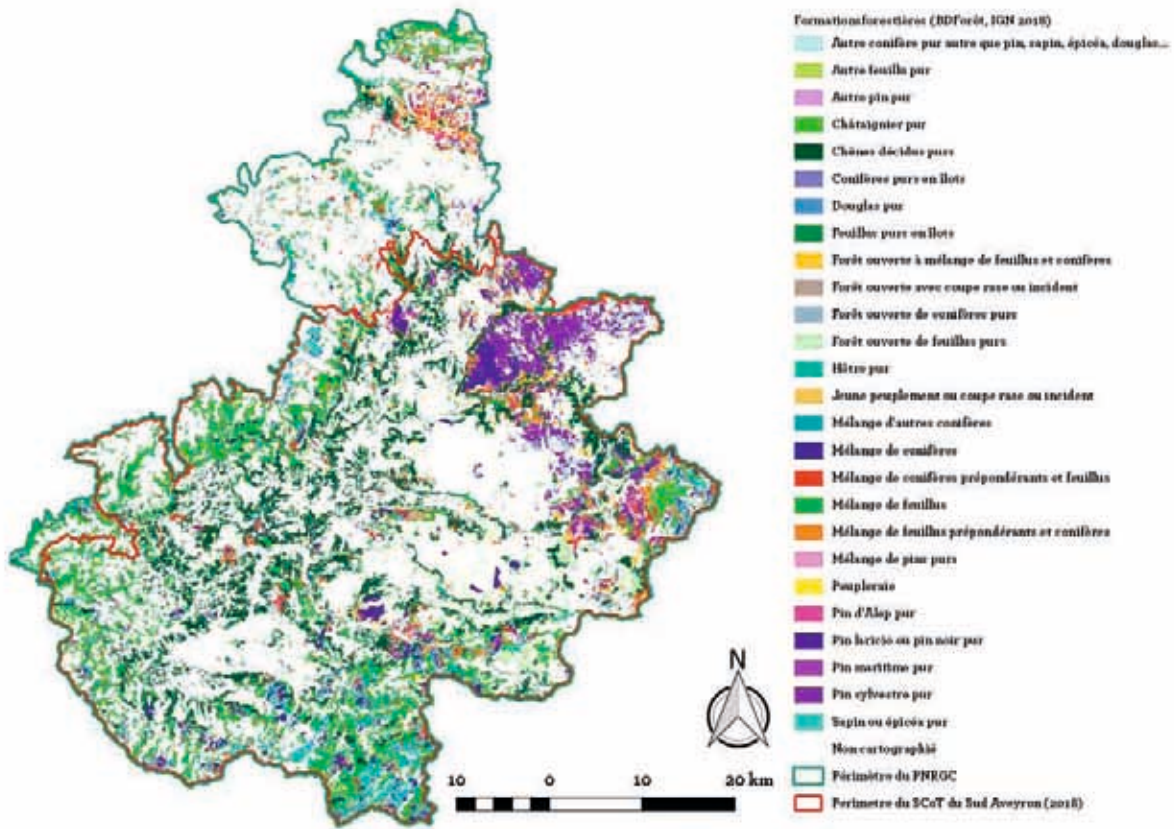 Formations forestières (BDForêt, IGN 2018)
Autre conifère pur autre que pin, sapin, épicéa, douglas...
Autre feuillu pur
Autre pin pur
Châtaignier pur
Chênes décidus purs
Conifères purs en îlots
Douglas pur
Feuillus purs en îlots
Forêt ouverte à mélange de feuillus et conifères
Forêt ouverte avec coupe rase ou incident
Forêt ouverte de conifères purs
Forêt ouverte de feuillus purs
Hêtre pur
Jeune peuplement ou coupe rase ou incident
Mélange d'autres conifères
Mélange de conifères
Mélange de conifères prépondérants et feuillus
Mélange de feuillus
Mélange de feuillus prépondérants et conifères
Mélange de pins purs
Peupleraie
Pin d'Alep pur
Pin laricio ou pin noir pur
Pin maritime pur
Pin sylvestre pur
Sapin ou épicéa pur
Non cartographié
Périmètre du PNRGC
Perimetre du SCoT du Sud Aveyron (2018)
N
10 0 10 20 km